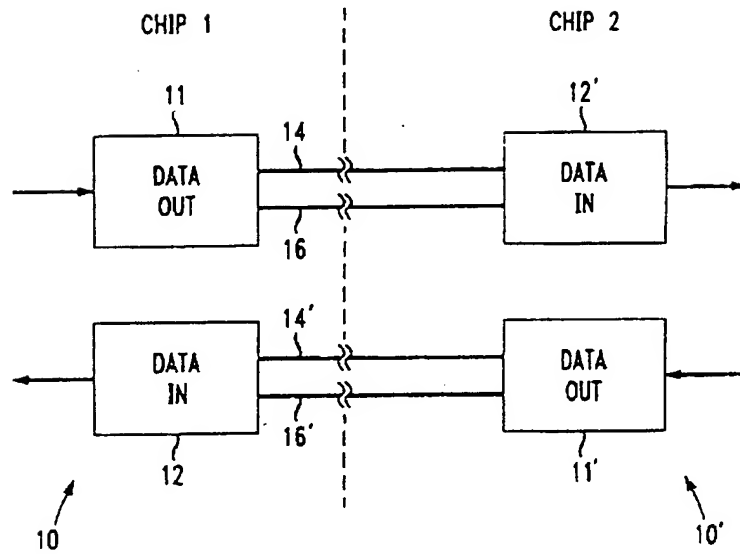 CHIP 1
CHIP 2
11
12'
14
DATA
OUT
DATA
IN
16
14'
DATA
IN
DATA
OUT
16'
12
11'
10
10'